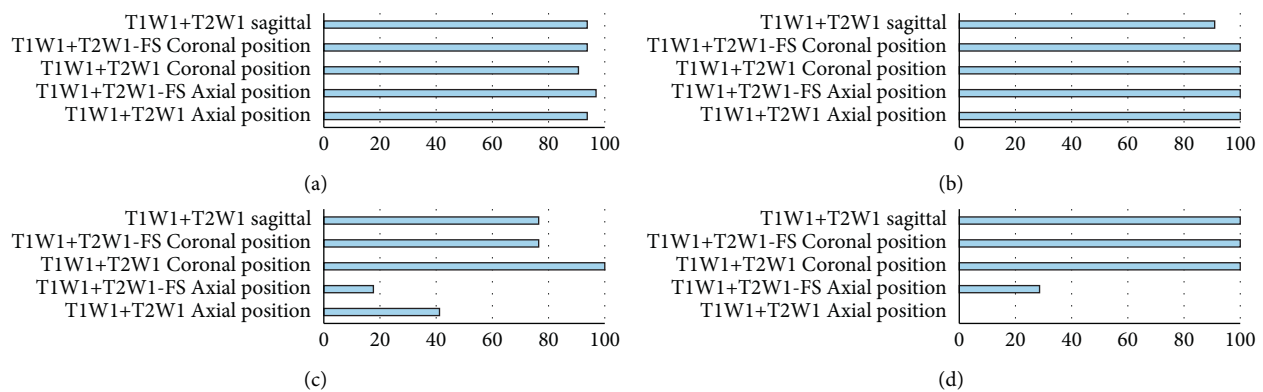 T1W1+T2W1 sagittal
T1W1+T2W1-FS Coronal position
T1W1+T2W1 Coronal position
T1W1+T2W1-FS Axial position
T1W1+T2W1 Axial position
0 20 40 60 80 100
(a)
T1W1+T2W1 sagittal
T1W1+T2W1-FS Coronal position
T1W1+T2W1 Coronal position
T1W1+T2W1-FS Axial position
T1W1+T2W1 Axial position
0 20 40 60 80 100
(b)
T1W1+T2W1 sagittal
T1W1+T2W1-FS Coronal position
T1W1+T2W1 Coronal position
T1W1+T2W1-FS Axial position
T1W1+T2W1 Axial position
0 20 40 60 80 100
(c)
T1W1+T2W1 sagittal
T1W1+T2W1-FS Coronal position
T1W1+T2W1 Coronal position
T1W1+T2W1-FS Axial position
T1W1+T2W1 Axial position
0 20 40 60 80 100
(d)